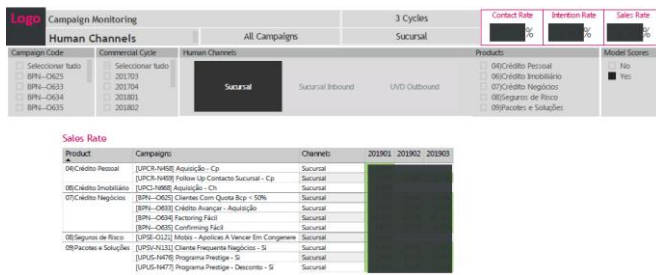 Logo
Campaign Monitoring
3 Cycles
Contact Rate
Intention Rate
Sales Rate
Human Channels
All Campaigns
Sucursal
%
%
%
Campaign Code
Commercial Cycle
Human Channels
Products
Model Scores
Seleccionar tudo
BPN--O625
BPN--O633
BPN--O634
BPN--O635
Seleccionar tudo
201703
201704
201801
201802
Sucursal
Sucursal Inbound
UVD Outbound
04)Crédito Pessoal
06)Crédito Imobiliário
07)Crédito Negócios
08)Seguros de Risco
09)Pacotes e Soluções
No
Yes
Sales Rate
Product Campaigns Channels 201901 201902 201903
04)Crédito Pessoal [UPCR-N458] Aquisição - Cp Sucursal
[UPCR-N459] Follow Up Contacto Sucursal - Cp Sucursal
06)Crédito Imobiliário [UPCI-N668] Aquisição - Ch Sucursal
07)Crédito Negócios [BPN--O625] Clientes Com Quota Bcp < 50% Sucursal
[BPN--O633] Crédito Avançar - Aquisição Sucursal
[BPN--O634] Factoring Fácil Sucursal
[BPN--O635] Confirming Fácil Sucursal
08)Seguros de Risco [UPSE-O121] Mobis - Apolices A Vencer Em Congenere Sucursal
09)Pacotes e Soluções [UPSV-N131] Cliente Frequente Negócios - Si Sucursal
[UPUS-N476] Programa Prestige - Si Sucursal
[UPUS-N477] Programa Prestige - Desconto - Si Sucursal